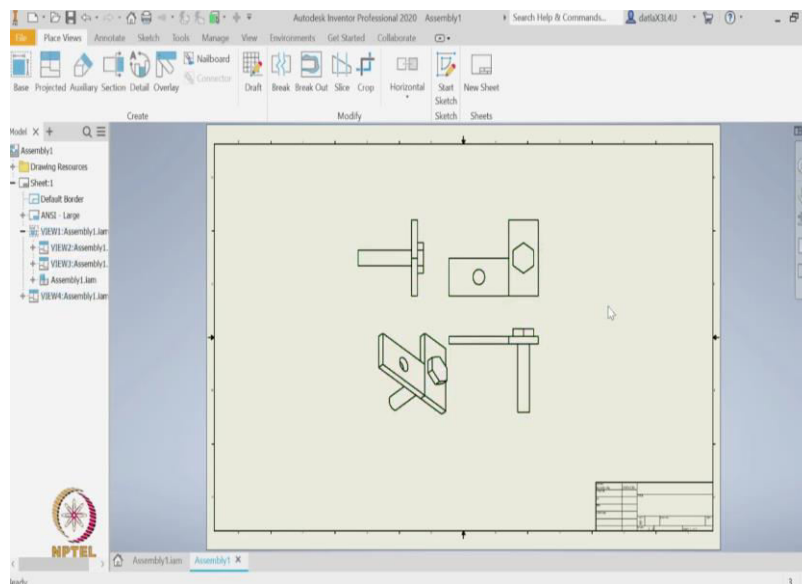 Autodesk Inventor Professional 2020 Assembly1
Search Help & Commands...
datlaX3L4U
File Place Views Annotate Sketch Tools Manage View Environments Get Started Collaborate
Nailboard
Connector
Base Projected Auxiliary Section Detail Overlay Draft Break Break Out Slice Crop Horizontal Start Sketch New Sheet
Create Modify Sketch Sheets
Model
Assembly1
Drawing Resources
Sheet:1
Default Border
ANSI - Large
VIEW1:Assembly1.iam
VIEW2:Assembly1.
VIEW3:Assembly1.
Assembly1.iam
VIEW4:Assembly1.iam
NPTEL
Assembly1.iam Assembly1
Ready